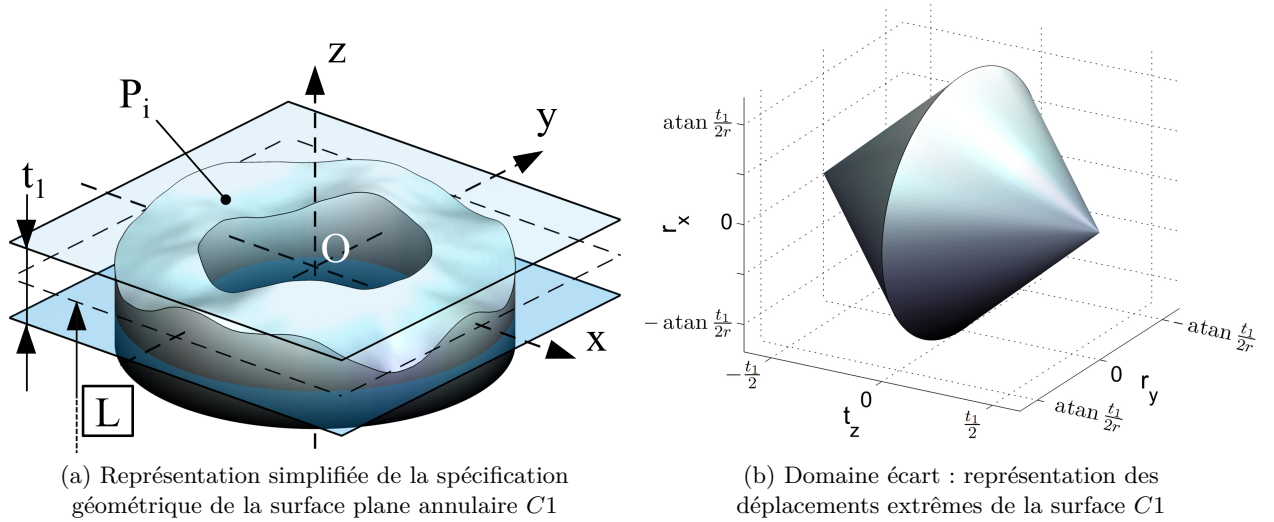 z
P_i
y
t_1
O
x
L
(a) Représentation simplifiée de la spécification
géométrique de la surface plane annulaire C1
atan t_1/2r
0
− atan t_1/2r
r_x
−t_1/2
0
t_1/2
t_z
atan t_1/2r
0
atan t_1/2r
r_y
(b) Domaine écart : représentation des
déplacements extrêmes de la surface C1